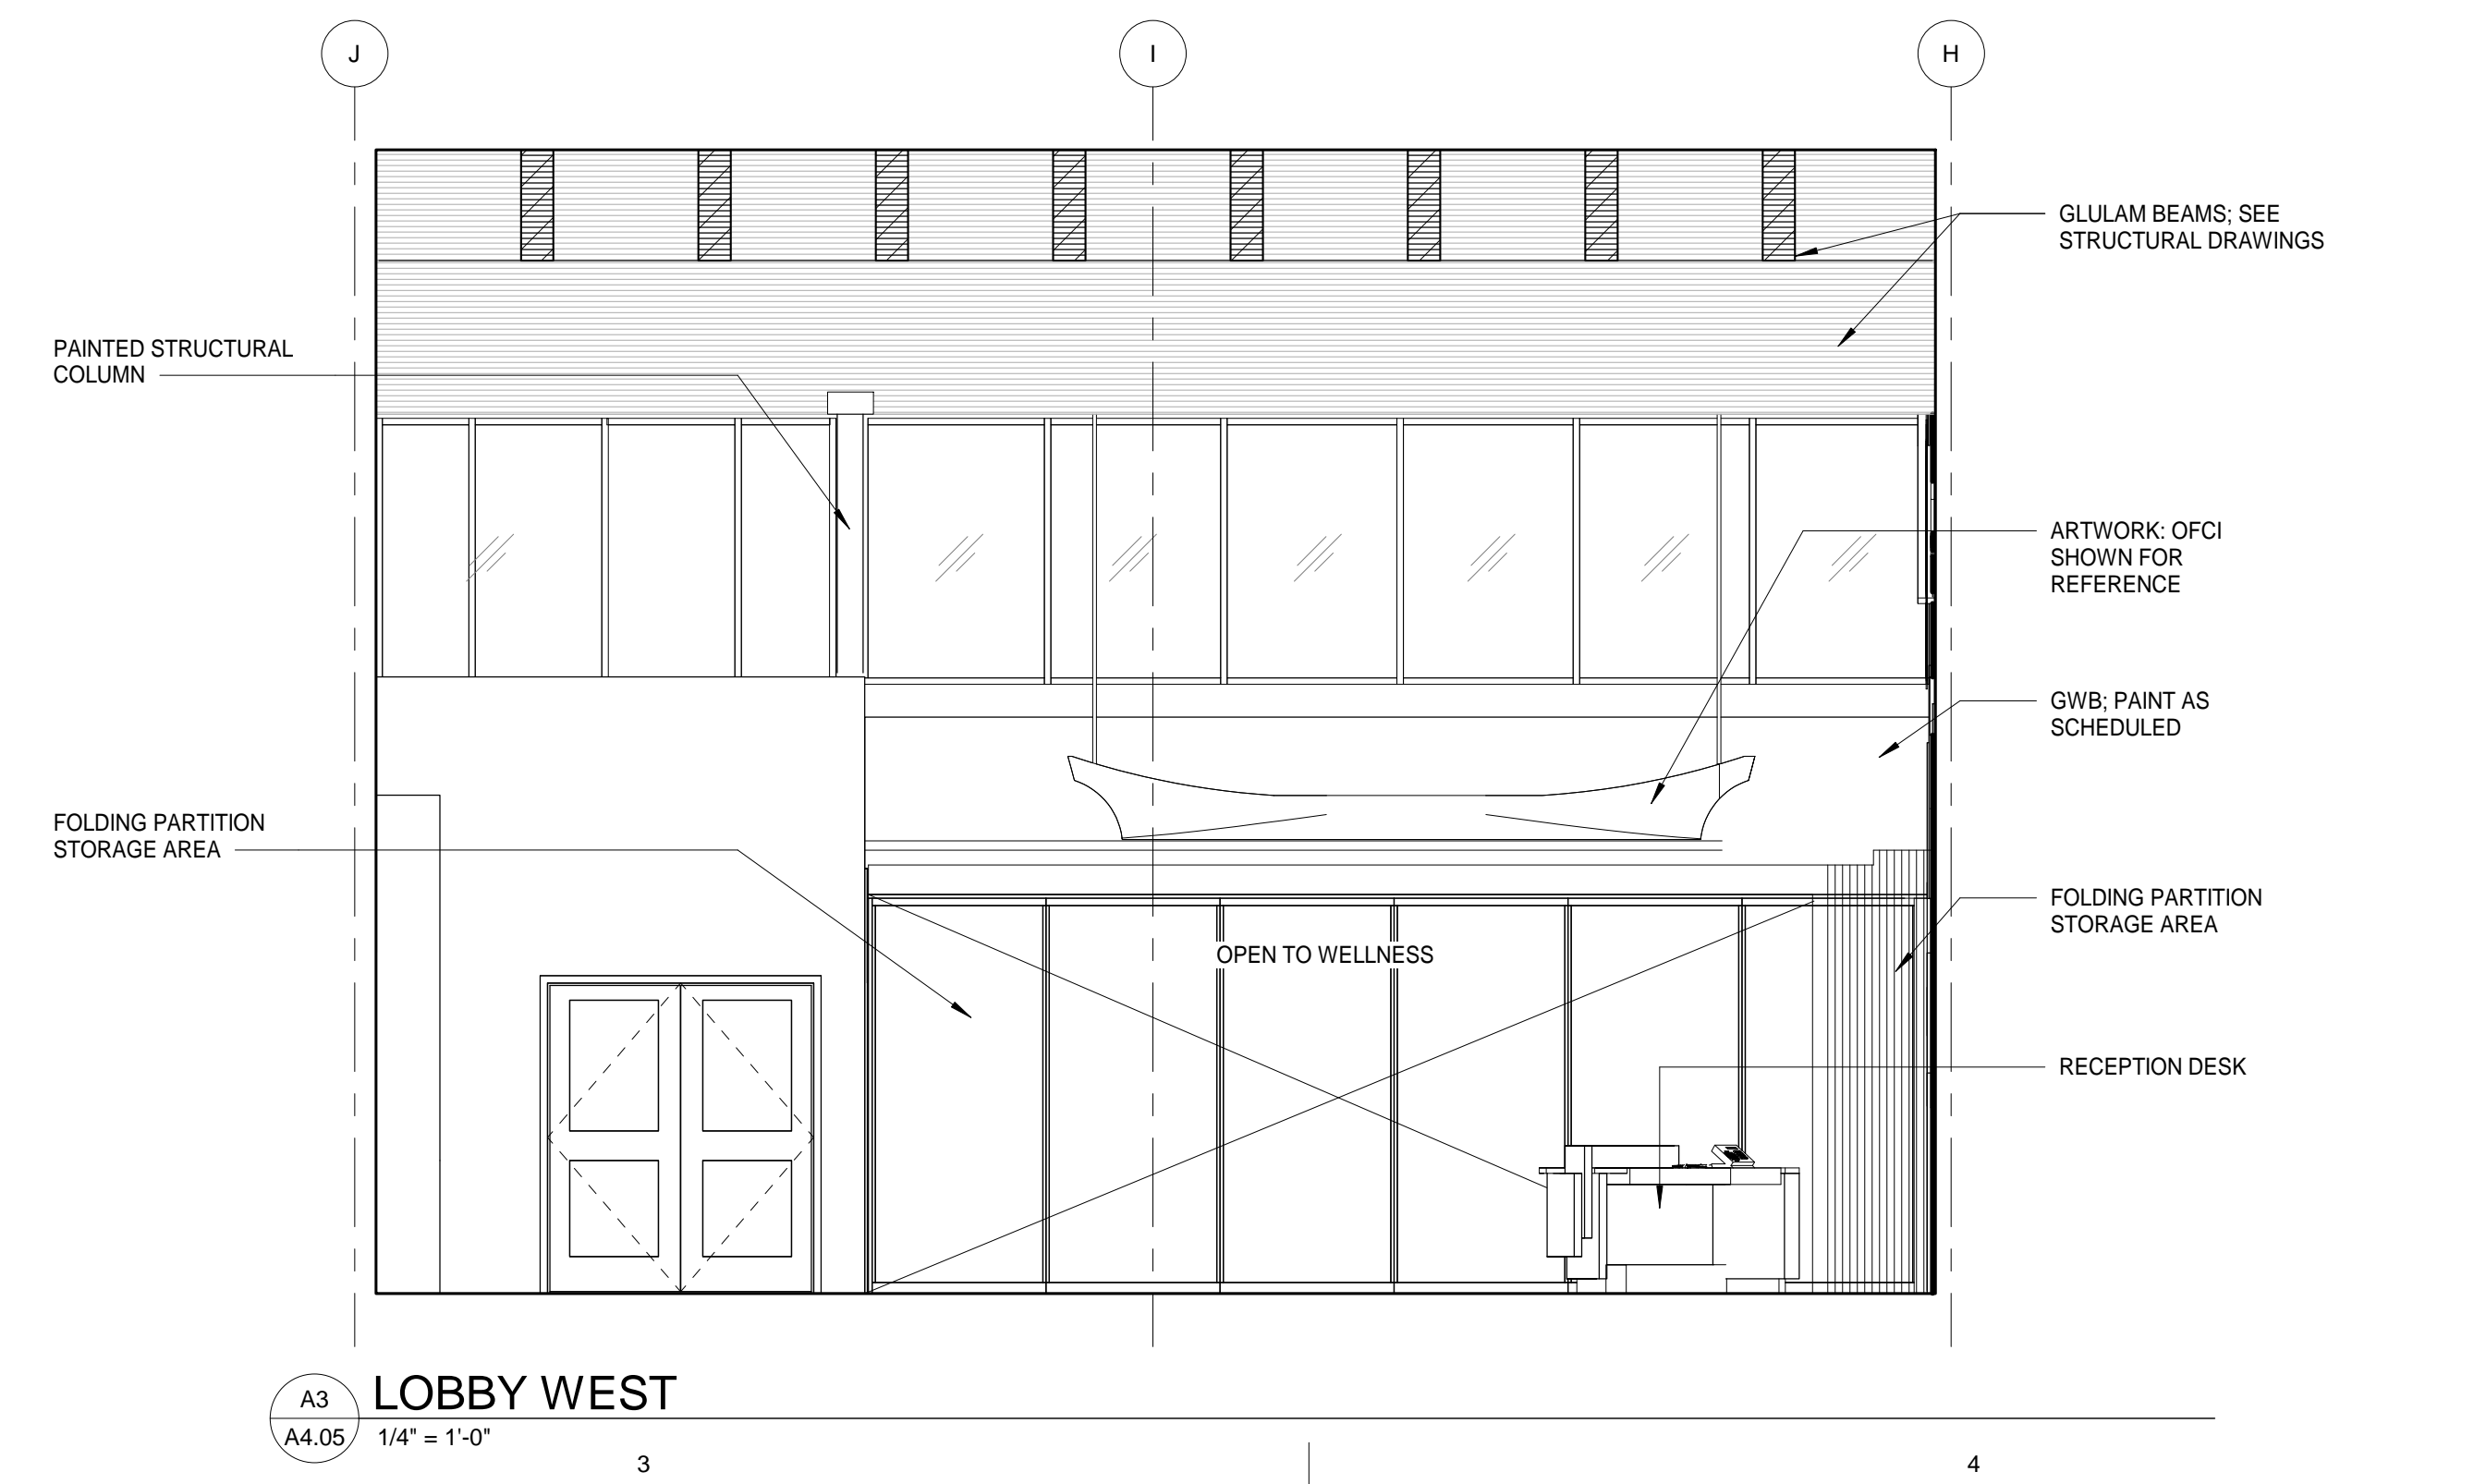 J
I
H
GLULAM BEAMS; SEE
STRUCTURAL DRAWINGS
PAINTED STRUCTURAL
COLUMN
ARTWORK: OFCI
SHOWN FOR
REFERENCE
GWB; PAINT AS
SCHEDULED
FOLDING PARTITION
STORAGE AREA
FOLDING PARTITION
STORAGE AREA
OPEN TO WELLNESS
RECEPTION DESK
A3
LOBBY WEST
A4.05
1/4" = 1'-0"
3
4